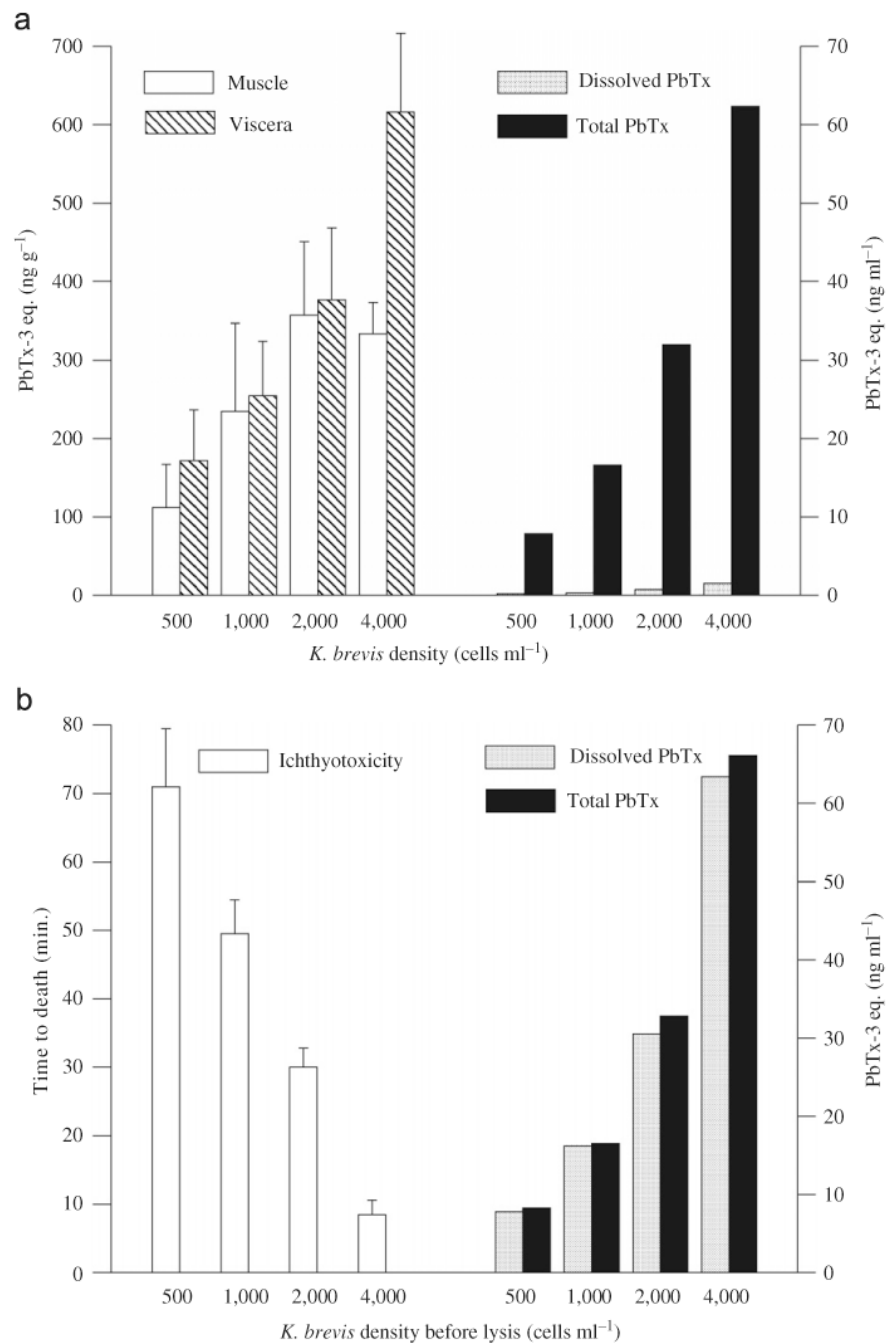 a
700
600
500
400
300
200
100
0
PbTx-3 eq. (ng g⁻¹)
Muscle
Viscera
Dissolved PbTx
Total PbTx
70
60
50
40
30
20
10
0
PbTx-3 eq. (ng ml⁻¹)
500 1,000 2,000 4,000 500 1,000 2,000 4,000
K. brevis density (cells ml⁻¹)
b
80
70
60
50
40
30
20
10
0
Time to death (min.)
Ichthyotoxicity
Dissolved PbTx
Total PbTx
70
60
50
40
30
20
10
0
PbTx-3 eq. (ng ml⁻¹)
500 1,000 2,000 4,000 500 1,000 2,000 4,000
K. brevis density before lysis (cells ml⁻¹)